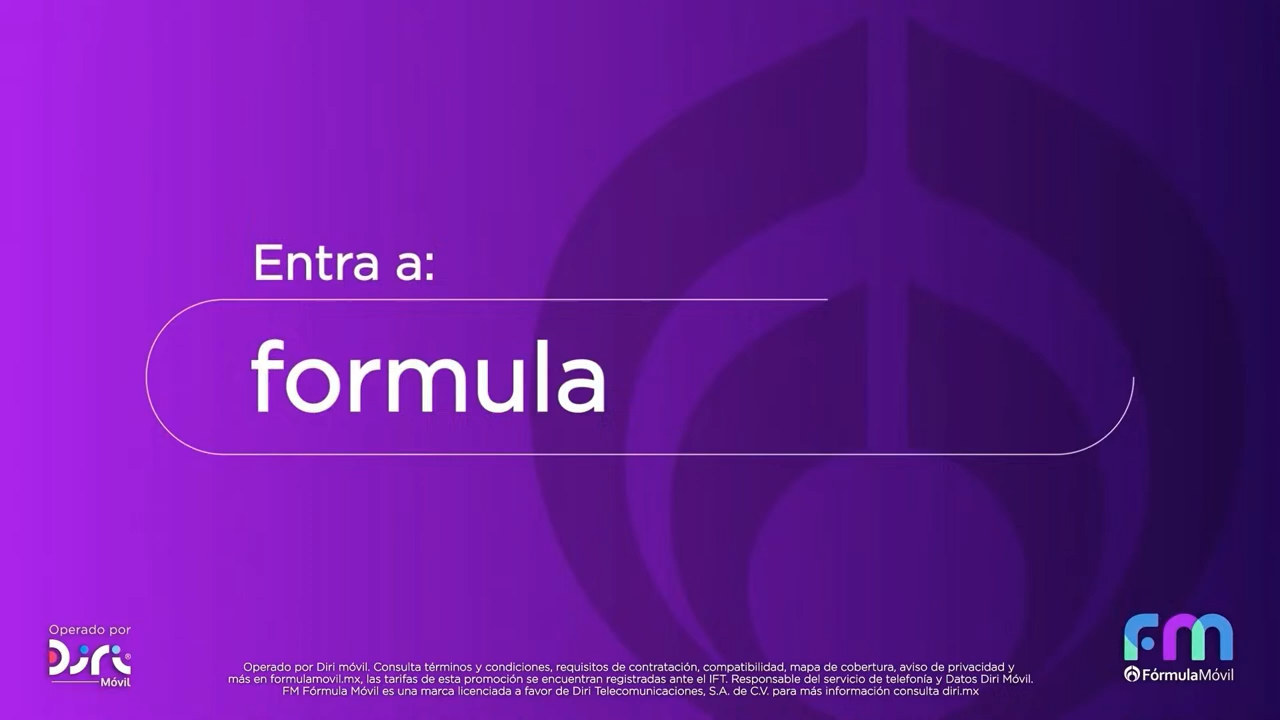 Entra a:
formula
Operado por
Diri®
Móvil
Operado por Diri móvil. Consulta términos y condiciones, requisitos de contratación, compatibilidad, mapa de cobertura, aviso de privacidad y
más en formulamovil.mx, las tarifas de esta promoción se encuentran registradas ante el IFT. Responsable del servicio de telefonía y Datos Diri Móvil.
FM Fórmula Móvil es una marca licenciada a favor de Diri Telecomunicaciones, S.A. de C.V. para más información consulta diri.mx
FM
FórmulaMóvil